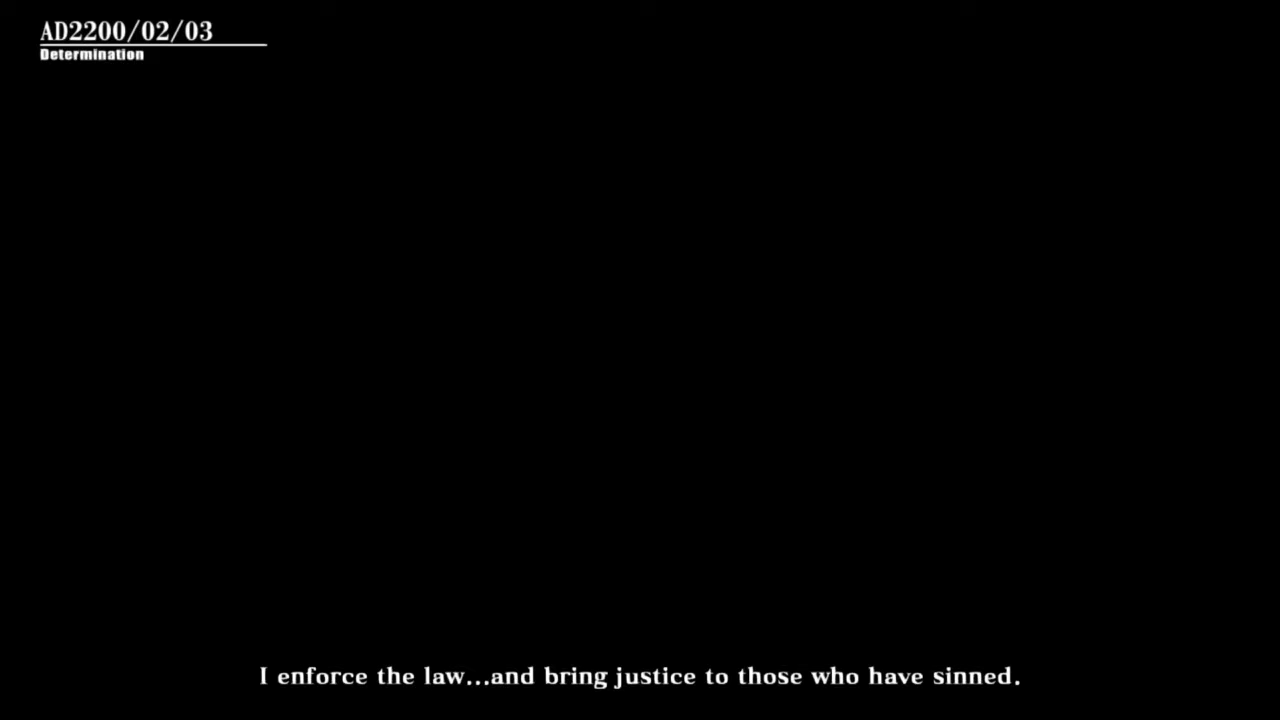 AD2200/02/03
Determination
I enforce the law...and bring justice to those who have sinned.